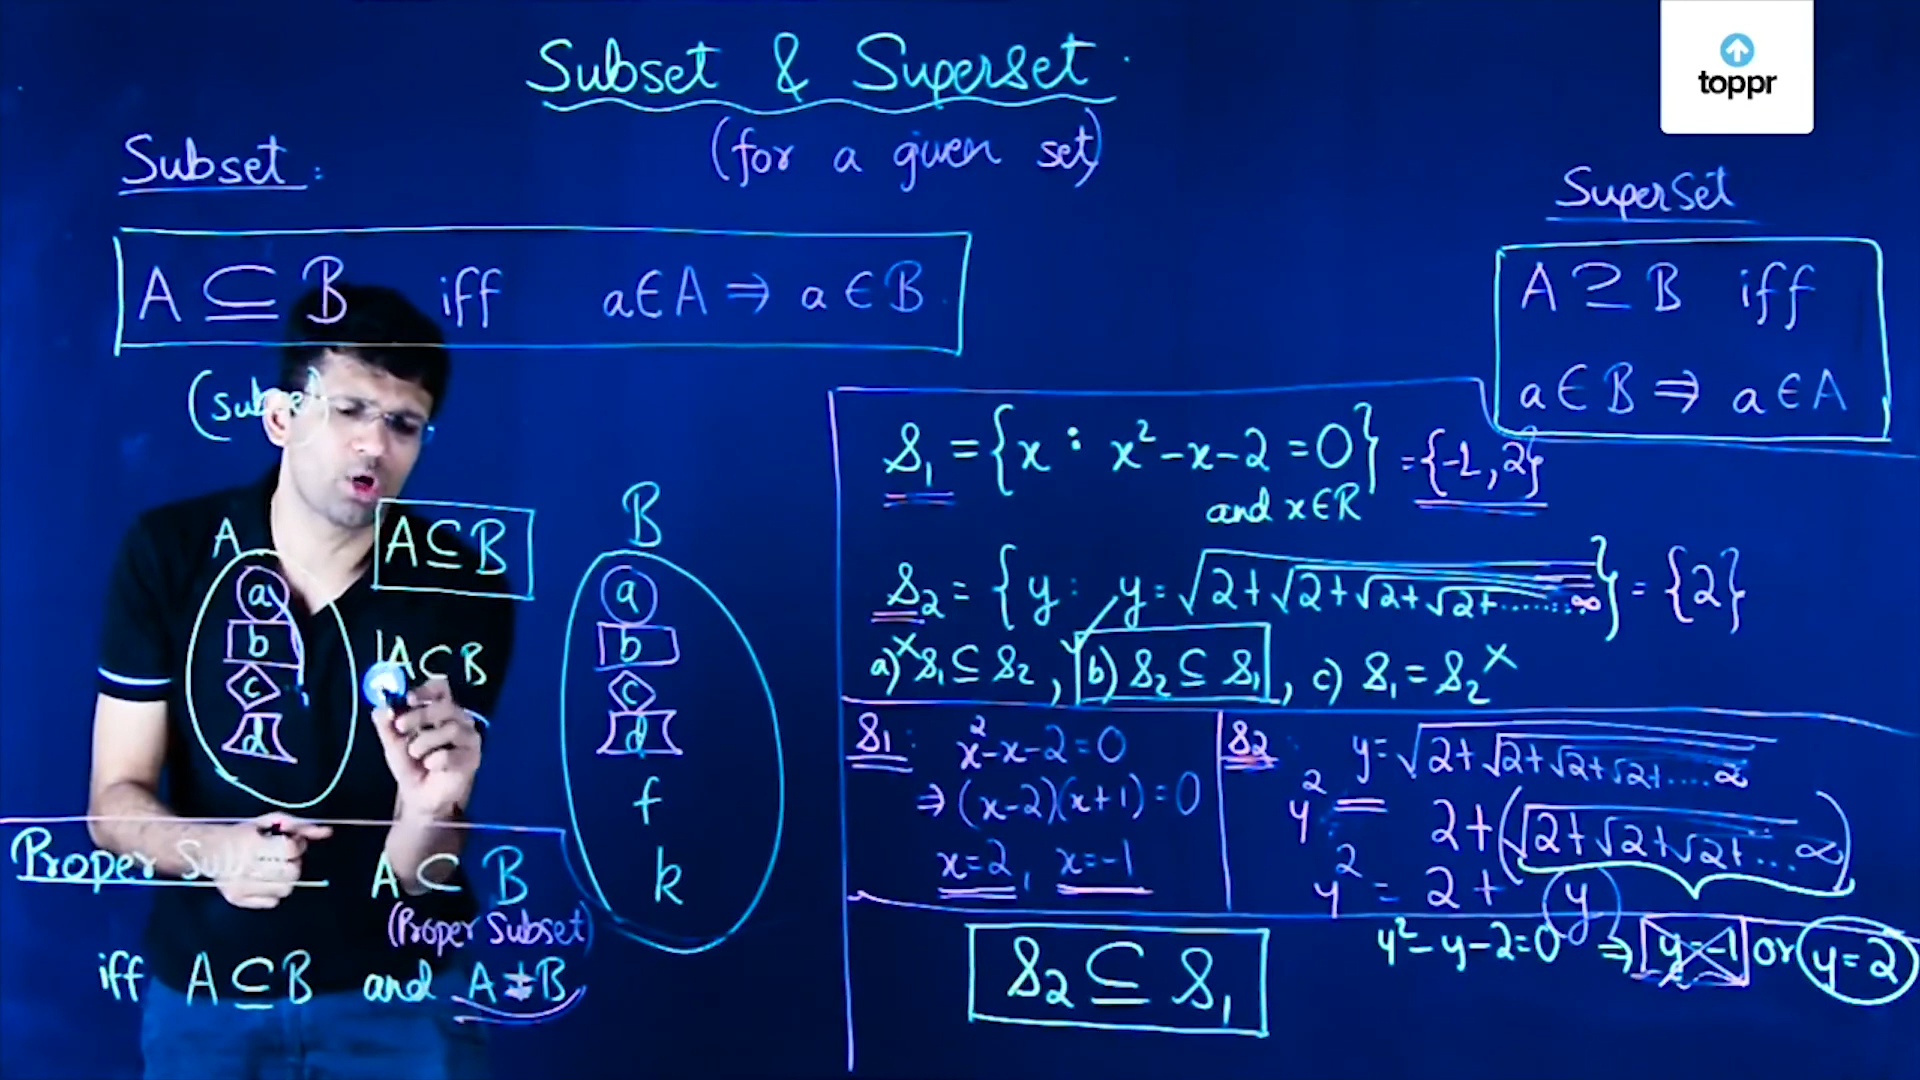 Subset & Superset
(for a given set)
toppr
Subset:
A ⊆ B iff a∈A ⇒ a∈B
(subset)
Superset
A ⊇ B iff
a∈B ⇒ a∈A
A
A⊆B
B
a
b
c
d
A⊂B
a
b
c
d
f
k
Proper Subset
A ⊂ B
(Proper Subset)
iff A⊆B and A≠B
S₁ = {x : x²-x-2=0} = {-1, 2}
and x∈R
S₂ = {y : y=√2+√2+√2+√2+......∞} = {2}
a)ˣ S₁ ⊆ S₂, b) S₂ ⊆ S₁, c) S₁ = S₂ˣ
S₁: x²-x-2=0
⇒(x-2)(x+1)=0
x=2, x=-1
S₂: y=√2+√2+√2+√2+....∞
y² = 2+(√2+√2+√2+...∞)
y² = 2+y
y²-y-2=0 ⇒ y=-1 or y=2
S₂ ⊆ S₁